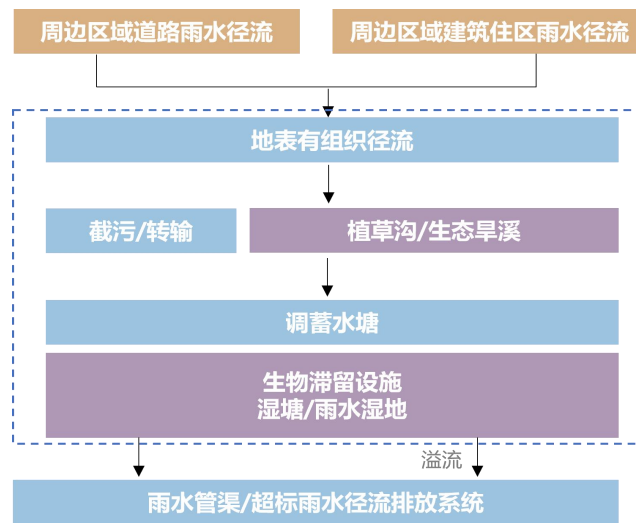 周边区域道路雨水径流
周边区域建筑住区雨水径流
地表有组织径流
截污/转输
植草沟/生态旱溪
调蓄水塘
生物滞留设施
湿塘/雨水湿地
溢流
雨水管渠/超标雨水径流排放系统